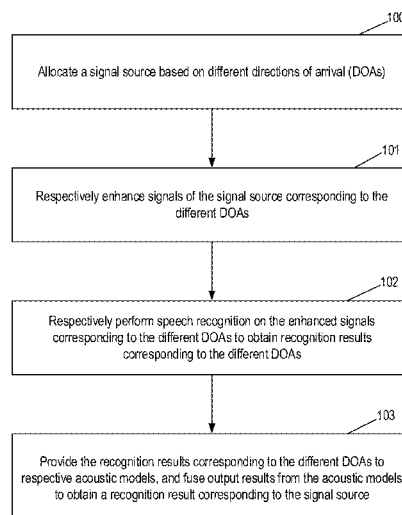 100
Allocate a signal source based on different directions of arrival (DOAs)
101
Respectively enhance signals of the signal source corresponding to the
different DOAs
102
Respectively perform speech recognition on the enhanced signals
corresponding to the different DOAs to obtain recognition results
corresponding to the different DOAs
103
Provide the recognition results corresponding to the different DOAs to
respective acoustic models, and fuse output results from the acoustic models
to obtain a recognition result corresponding to the signal source